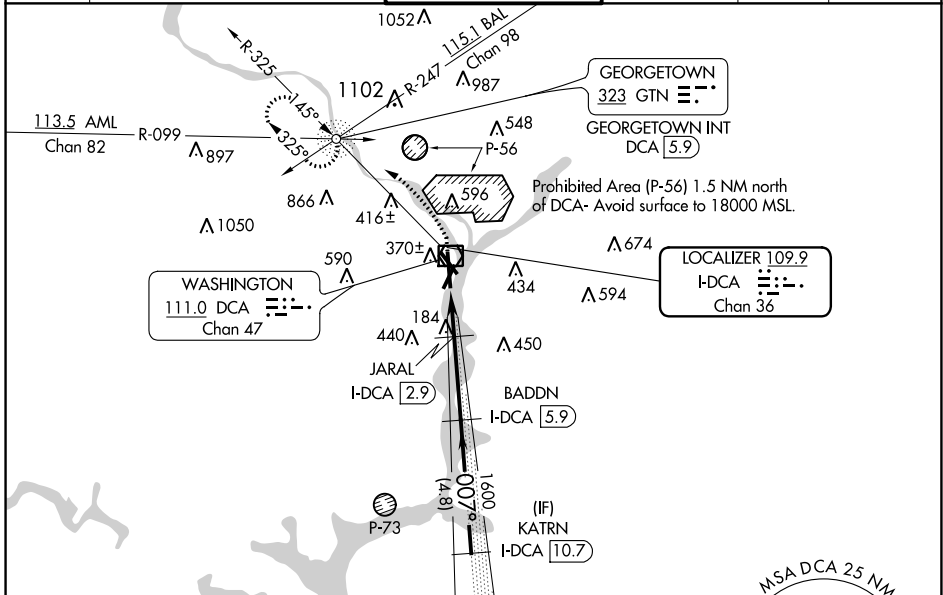 1052
115.1 BAL
Chan 98
R-247
R-325
1102
987
145°
325°
GEORGETOWN
323 GTN
GEORGETOWN INT
DCA 5.9
113.5 AML
R-099
Chan 82
897
548
P-56
596
Prohibited Area (P-56) 1.5 NM north
of DCA- Avoid surface to 18000 MSL.
866
416±
1050
370±
674
590
434
594
WASHINGTON
111.0 DCA
Chan 47
LOCALIZER 109.9
I-DCA
Chan 36
184
440
450
JARAL
I-DCA 2.9
BADDN
I-DCA 5.9
1600
007°
(4.8)
P-73
(IF)
KATRN
I-DCA 10.7
MSA DCA 25 NM